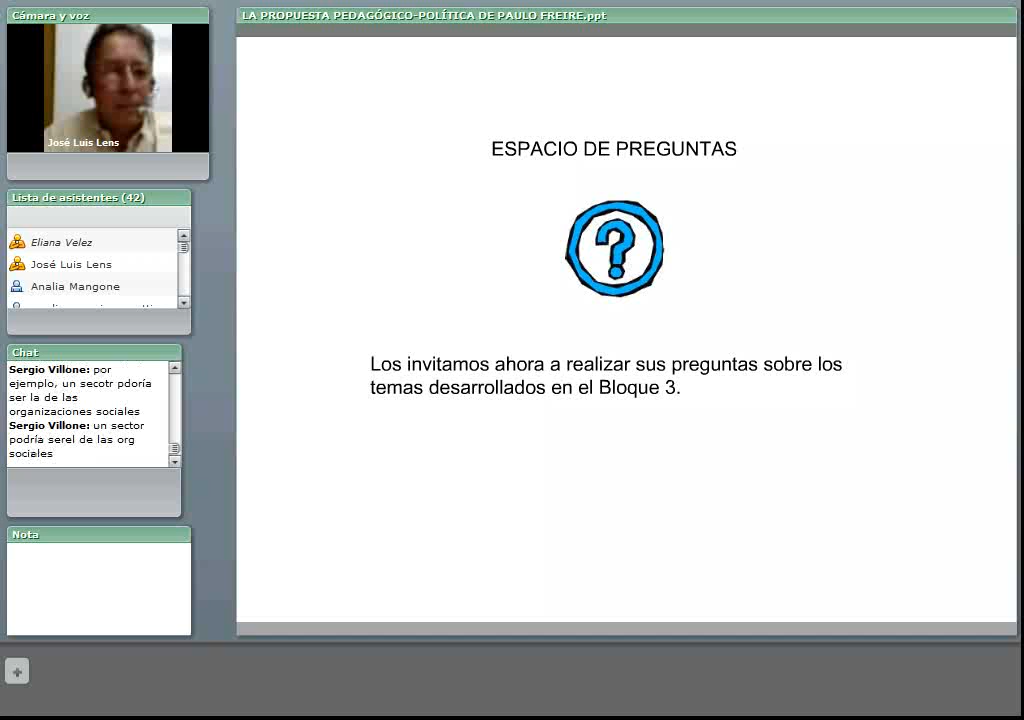 Cámara y voz
José Luis Lens
Lista de asistentes (42)
Eliana Velez
José Luis Lens
Analia Mangone
Chat
Sergio Villone: por
ejemplo, un secotr pdoría
ser la de las
organizaciones sociales
Sergio Villone: un sector
podría serel de las org
sociales
Nota
LA PROPUESTA PEDAGÓGICO-POLÍTICA DE PAULO FREIRE.ppt
ESPACIO DE PREGUNTAS
?
Los invitamos ahora a realizar sus preguntas sobre los
temas desarrollados en el Bloque 3.